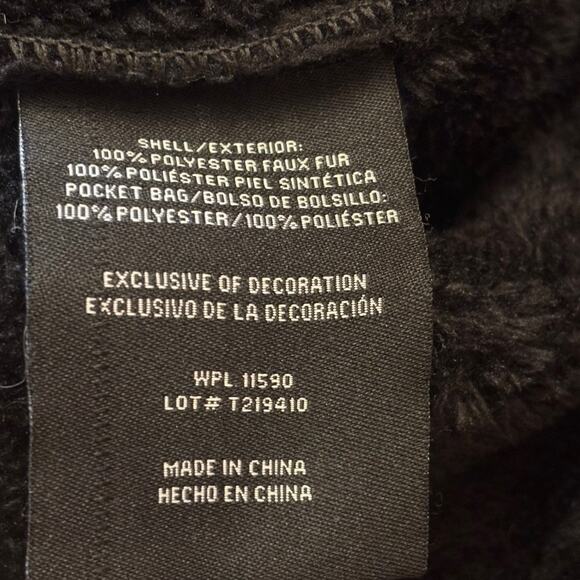 SHELL/EXTERIOR:
100% POLYESTER FAUX FUR
100% POLIÉSTER PIEL SINTÉTICA
POCKET BAG/BOLSO DE BOLSILLO:
100% POLYESTER/100% POLIÉSTER
EXCLUSIVE OF DECORATION
EXCLUSIVO DE LA DECORACIÓN
WPL 11590
LOT# T219410
MADE IN CHINA
HECHO EN CHINA